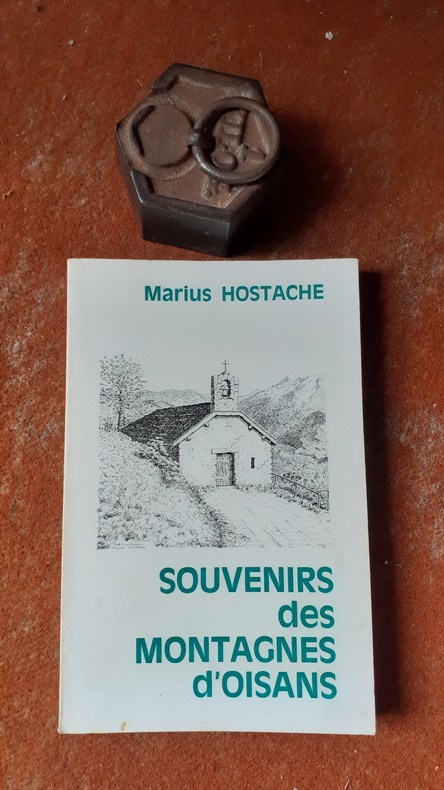 Marius HOSTACHE
SOUVENIRS
des
MONTAGNES
d'OISANS